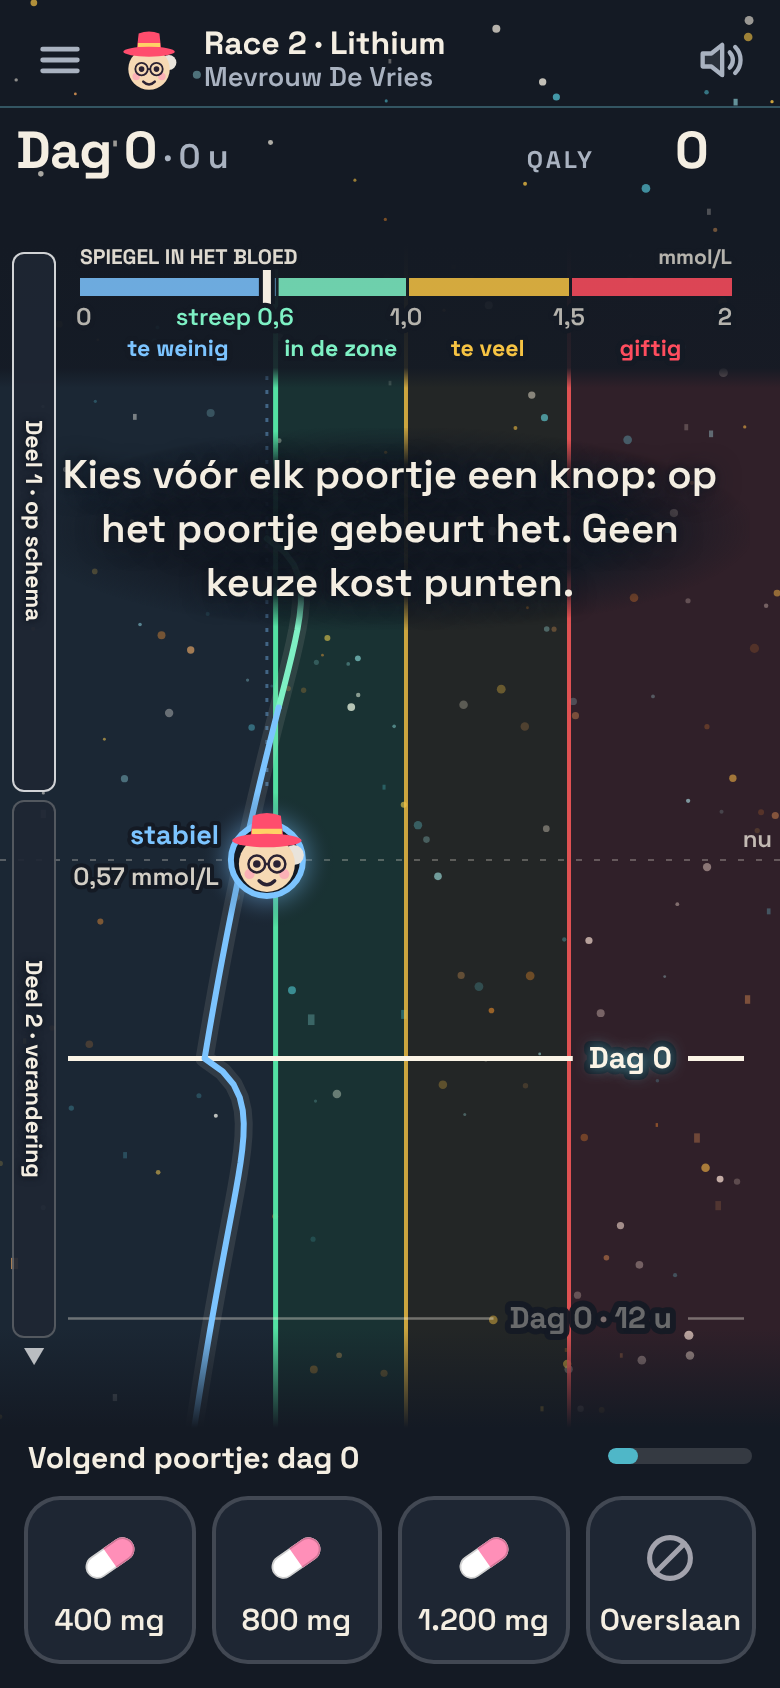 Race 2 · Lithium
Mevrouw De Vries
Dag 0 · 0 u
QALY 0
SPIEGEL IN HET BLOED mmol/L
0 streep 0,6 1,0 1,5 2
te weinig in de zone te veel giftig
Deel 1 · op schema
Kies vóór elk poortje een knop: op
het poortje gebeurt het. Geen
keuze kost punten.
stabiel
nu
0,57 mmol/L
Deel 2 · verandering
Dag 0
Dag 0 · 12 u
Volgend poortje: dag 0
400 mg 800 mg 1.200 mg Overslaan